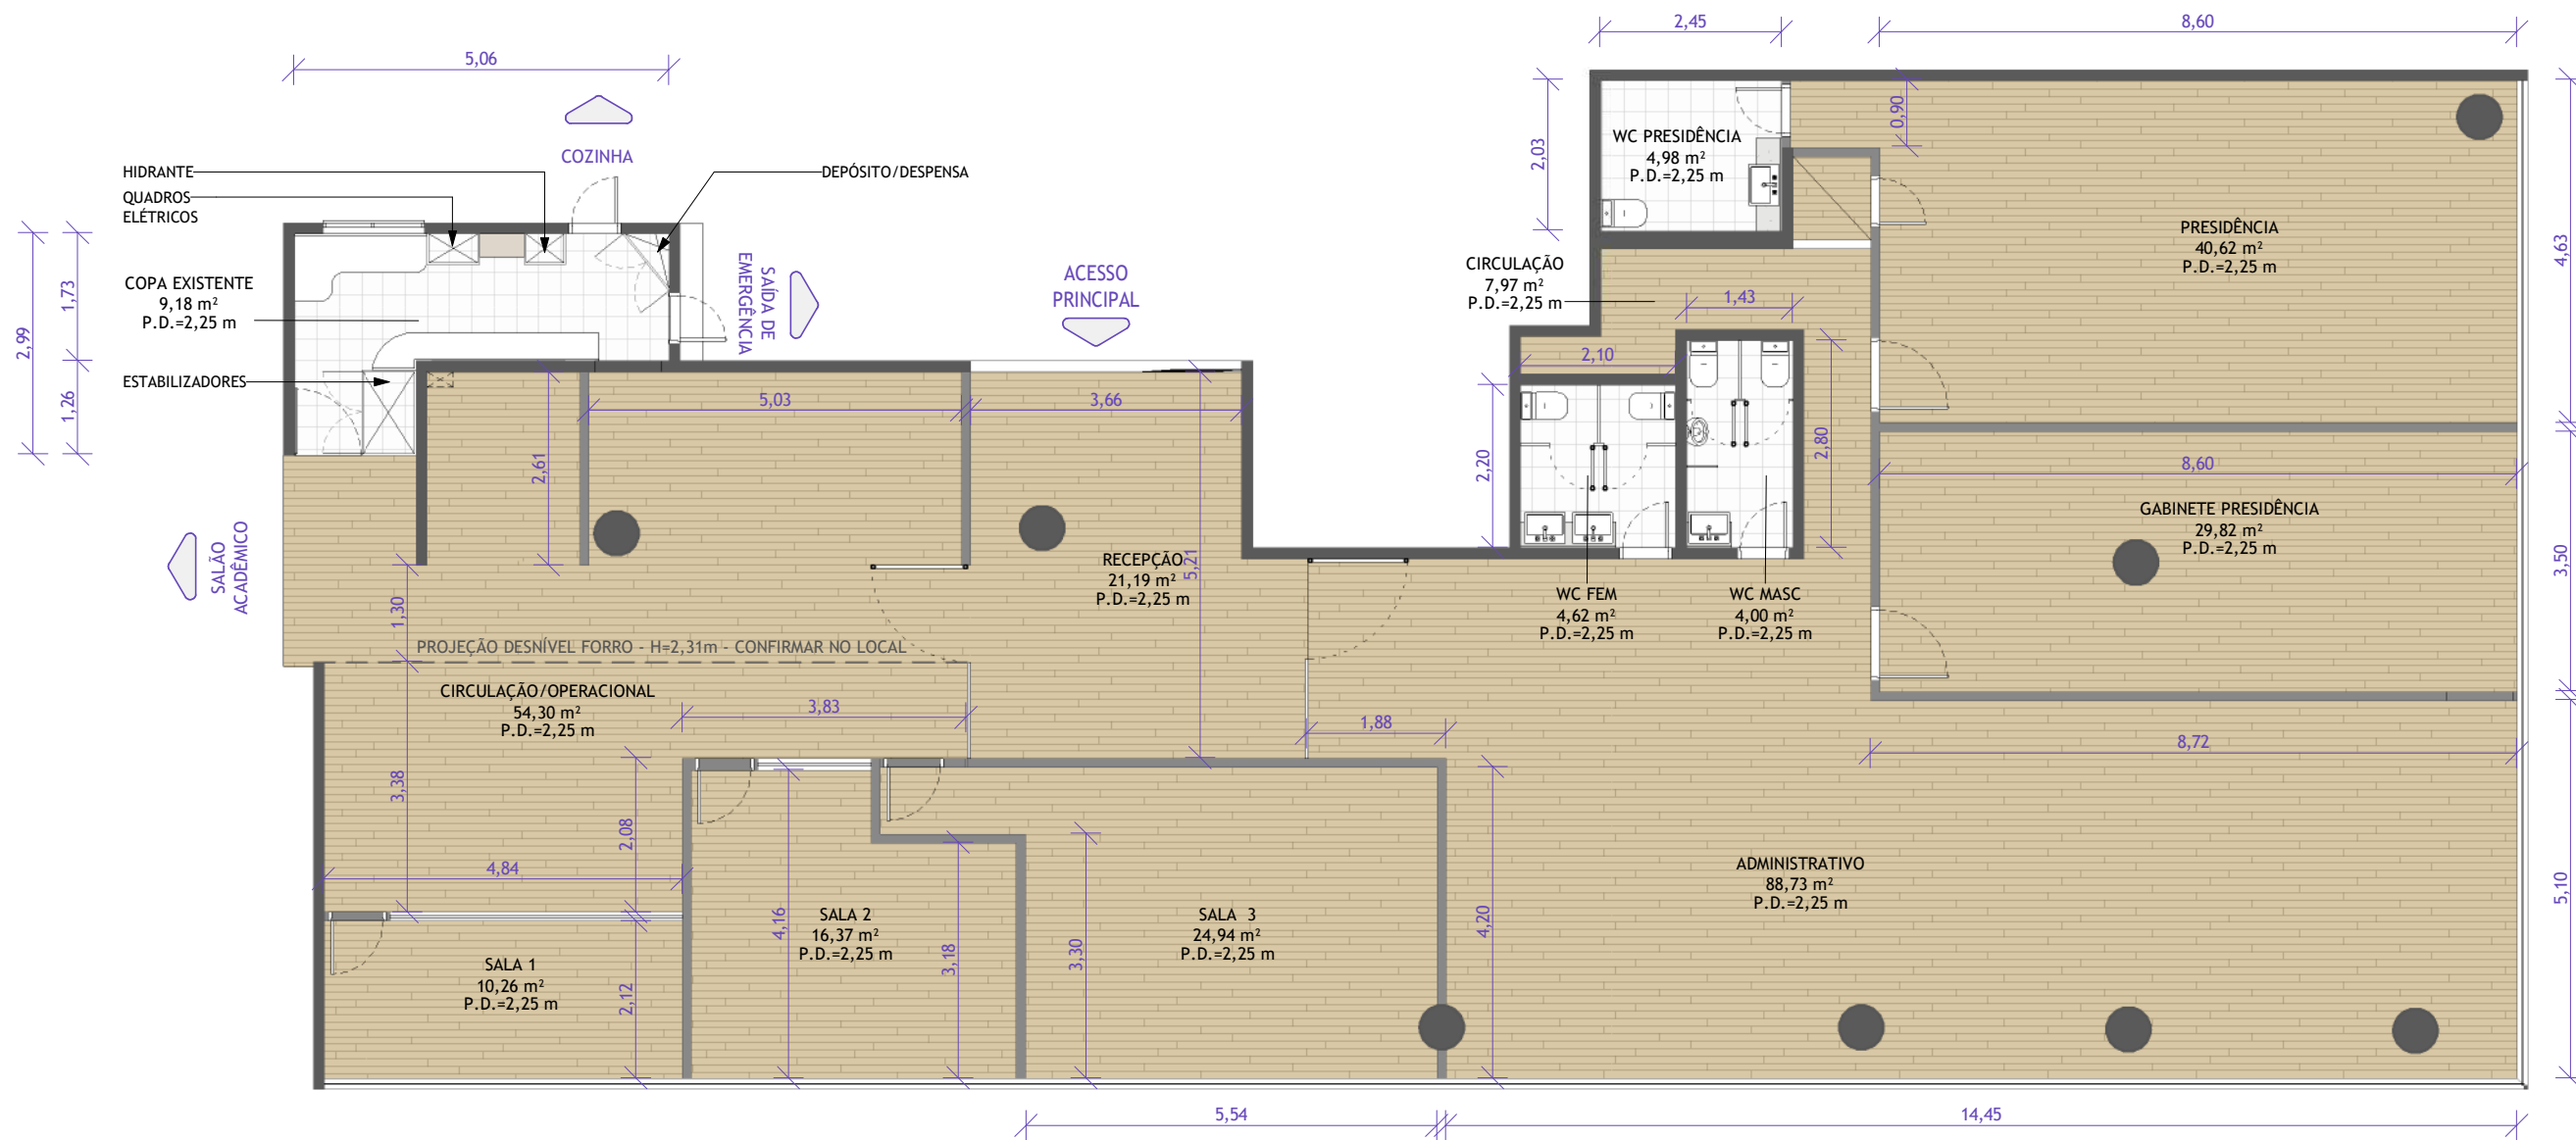 2,45
8,60
5,06
COZINHA
HIDRANTE
QUADROS
ELÉTRICOS
DEPÓSITO/DESPENSA
COPA EXISTENTE
9,18 m²
P.D.=2,25 m
ESTABILIZADORES
2,99
1,73
1,26
SAÍDA DE
EMERGÊNCIA
ACESSO
PRINCIPAL
2,03
WC PRESIDÊNCIA
4,98 m²
P.D.=2,25 m
0,90
PRESIDÊNCIA
40,62 m²
P.D.=2,25 m
4,63
CIRCULAÇÃO
7,97 m²
P.D.=2,25 m
1,43
2,10
5,03
3,66
2,61
2,20
2,80
8,60
GABINETE PRESIDÊNCIA
29,82 m²
P.D.=2,25 m
3,50
SALÃO
ACADÊMICO
RECEPÇÃO
21,19 m²
P.D.=2,25 m
5,21
WC FEM
4,62 m²
P.D.=2,25 m
WC MASC
4,00 m²
P.D.=2,25 m
1,30
PROJEÇÃO DESNÍVEL FORRO - H=2,31m - CONFIRMAR NO LOCAL
CIRCULAÇÃO/OPERACIONAL
54,30 m²
P.D.=2,25 m
3,83
1,88
8,72
3,38
2,08
4,84
SALA 1
10,26 m²
P.D.=2,25 m
2,12
4,16
SALA 2
16,37 m²
P.D.=2,25 m
3,18
3,30
SALA 3
24,94 m²
P.D.=2,25 m
4,20
ADMINISTRATIVO
88,73 m²
P.D.=2,25 m
5,10
5,54
14,45